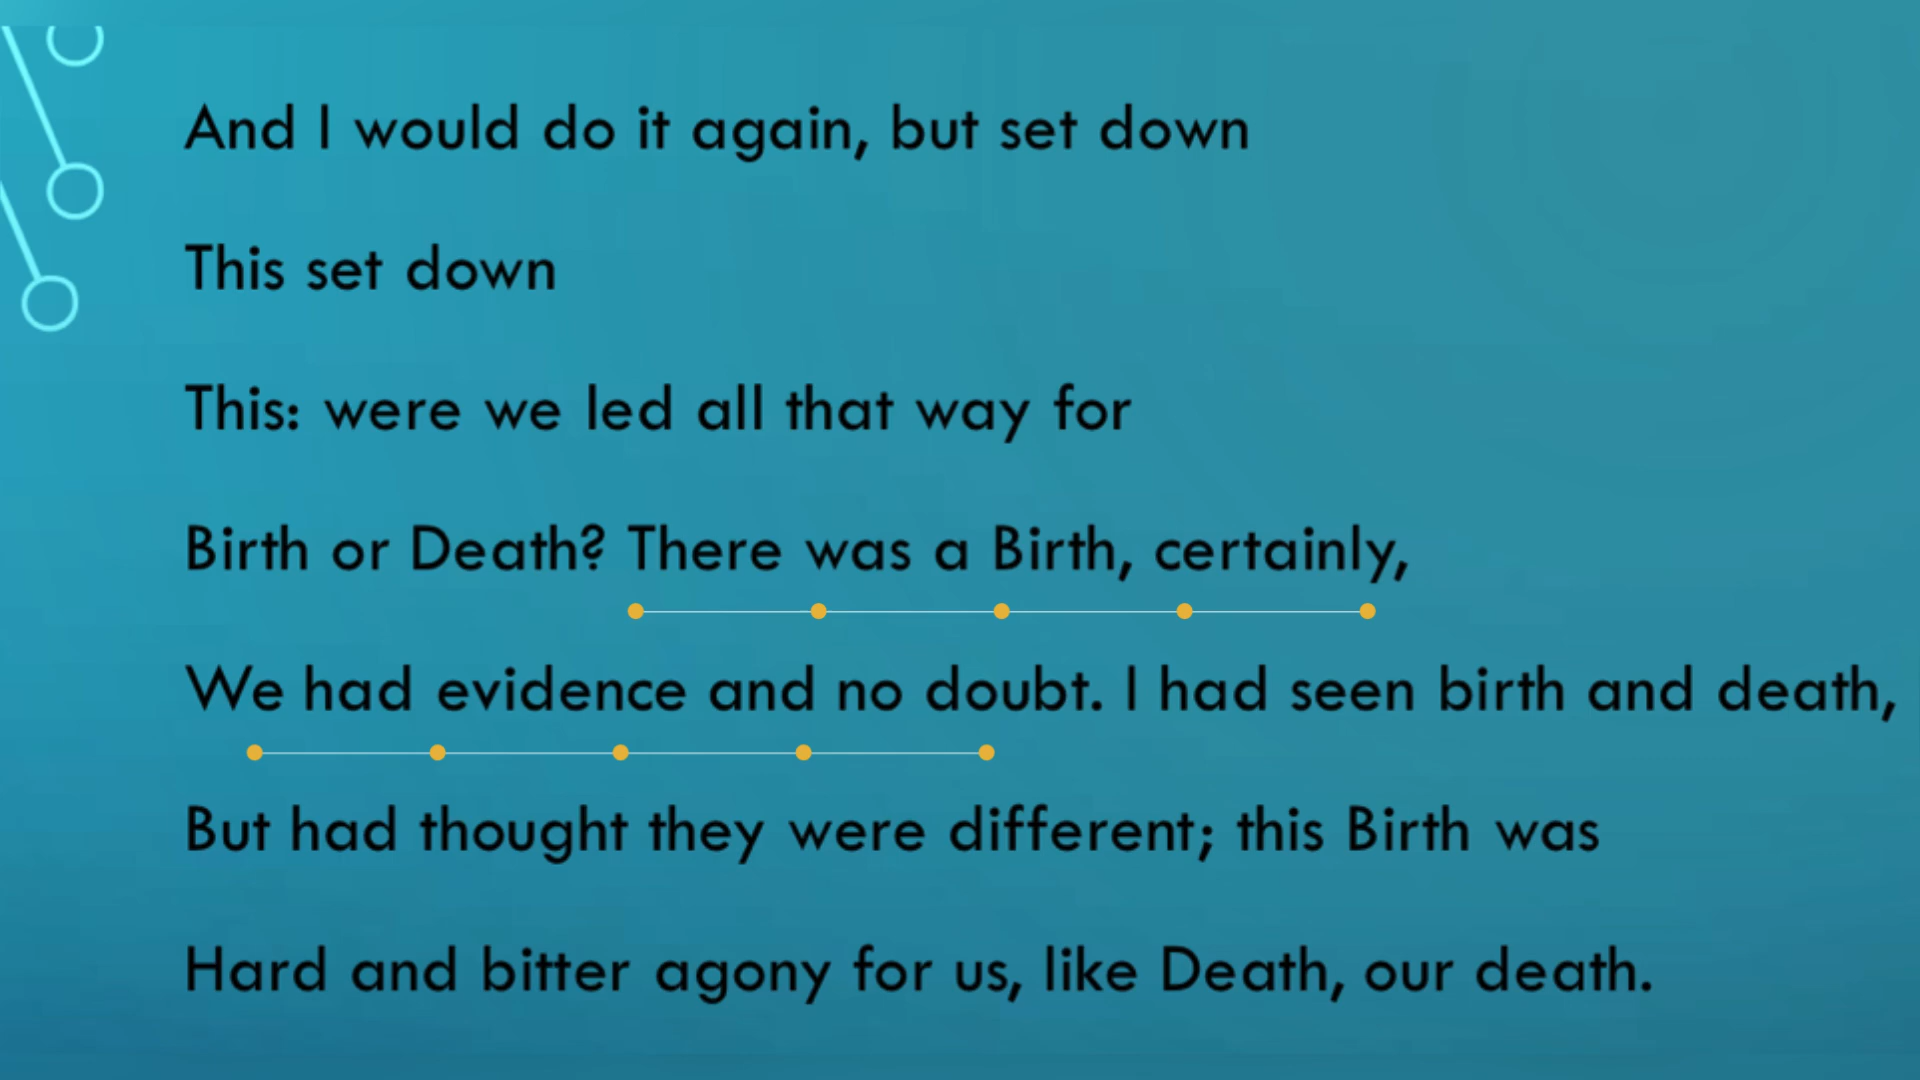 And I would do it again, but set down
This set down
This: were we led all that way for
Birth or Death? There was a Birth, certainly,
We had evidence and no doubt. I had seen birth and death,
But had thought they were different; this Birth was
Hard and bitter agony for us, like Death, our death.